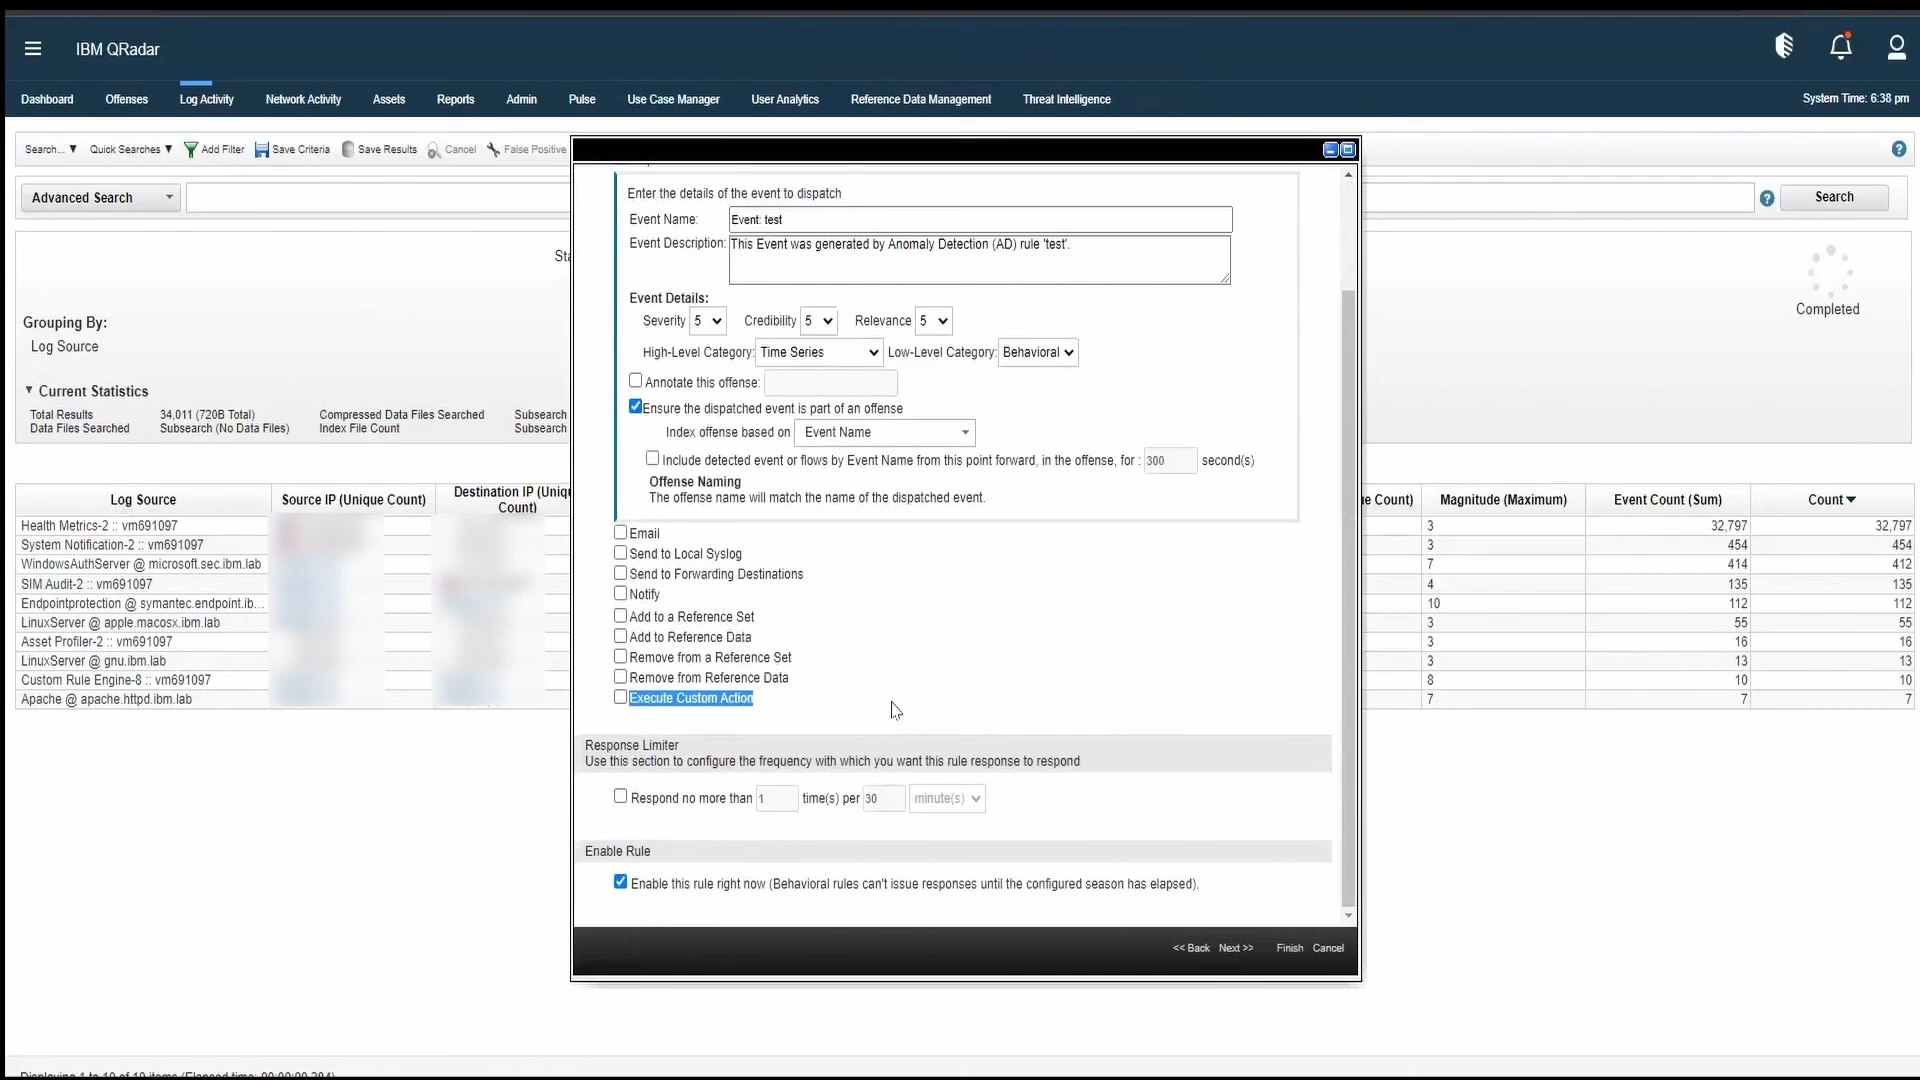 IBM QRadar
Dashboard Offenses Log Activity Network Activity Assets Reports Admin Pulse Use Case Manager User Analytics Reference Data Management Threat Intelligence System Time: 6:38 pm
Search... Quick Searches Add Filter Save Criteria Save Results Cancel False Positive
Advanced Search
Search
Enter the details of the event to dispatch
Event Name: Event: test
Event Description: This Event was generated by Anomaly Detection (AD) rule 'test'.
Event Details:
Severity 5 Credibility 5 Relevance 5
High-Level Category: Time Series Low-Level Category: Behavioral
Annotate this offense:
Ensure the dispatched event is part of an offense
Index offense based on Event Name
Include detected event or flows by Event Name from this point forward, in the offense, for : 300 second(s)
Offense Naming
The offense name will match the name of the dispatched event.
Email
Send to Local Syslog
Send to Forwarding Destinations
Notify
Add to a Reference Set
Add to Reference Data
Remove from a Reference Set
Remove from Reference Data
Execute Custom Action
Response Limiter
Use this section to configure the frequency with which you want this rule response to respond
Respond no more than 1 time(s) per 30 minute(s)
Enable Rule
Enable this rule right now (Behavioral rules can't issue responses until the configured season has elapsed).
<< Back Next >> Finish Cancel
Sta
Completed
Grouping By:
Log Source
Current Statistics
Total Results 34,011 (720B Total) Compressed Data Files Searched Subsearch
Data Files Searched Subsearch (No Data Files) Index File Count Subsearch
Log Source Source IP (Unique Count) Destination IP (Uniqu Count) e Count) Magnitude (Maximum) Event Count (Sum) Count
Health Metrics-2 :: vm691097 3 32,797 32,797
System Notification-2 :: vm691097 3 454 454
WindowsAuthServer @ microsoft.sec.ibm.lab 7 414 412
SIM Audit-2 :: vm691097 4 135 135
Endpointprotection @ symantec.endpoint.ib... 10 112 112
LinuxServer @ apple.macosx.ibm.lab 3 55 55
Asset Profiler-2 :: vm691097 3 16 16
LinuxServer @ gnu.ibm.lab 3 13 13
Custom Rule Engine-8 :: vm691097 8 10 10
Apache @ apache.httpd.ibm.lab 7 7 7
Displaying 1 to 10 of 10 items (Elapsed time: